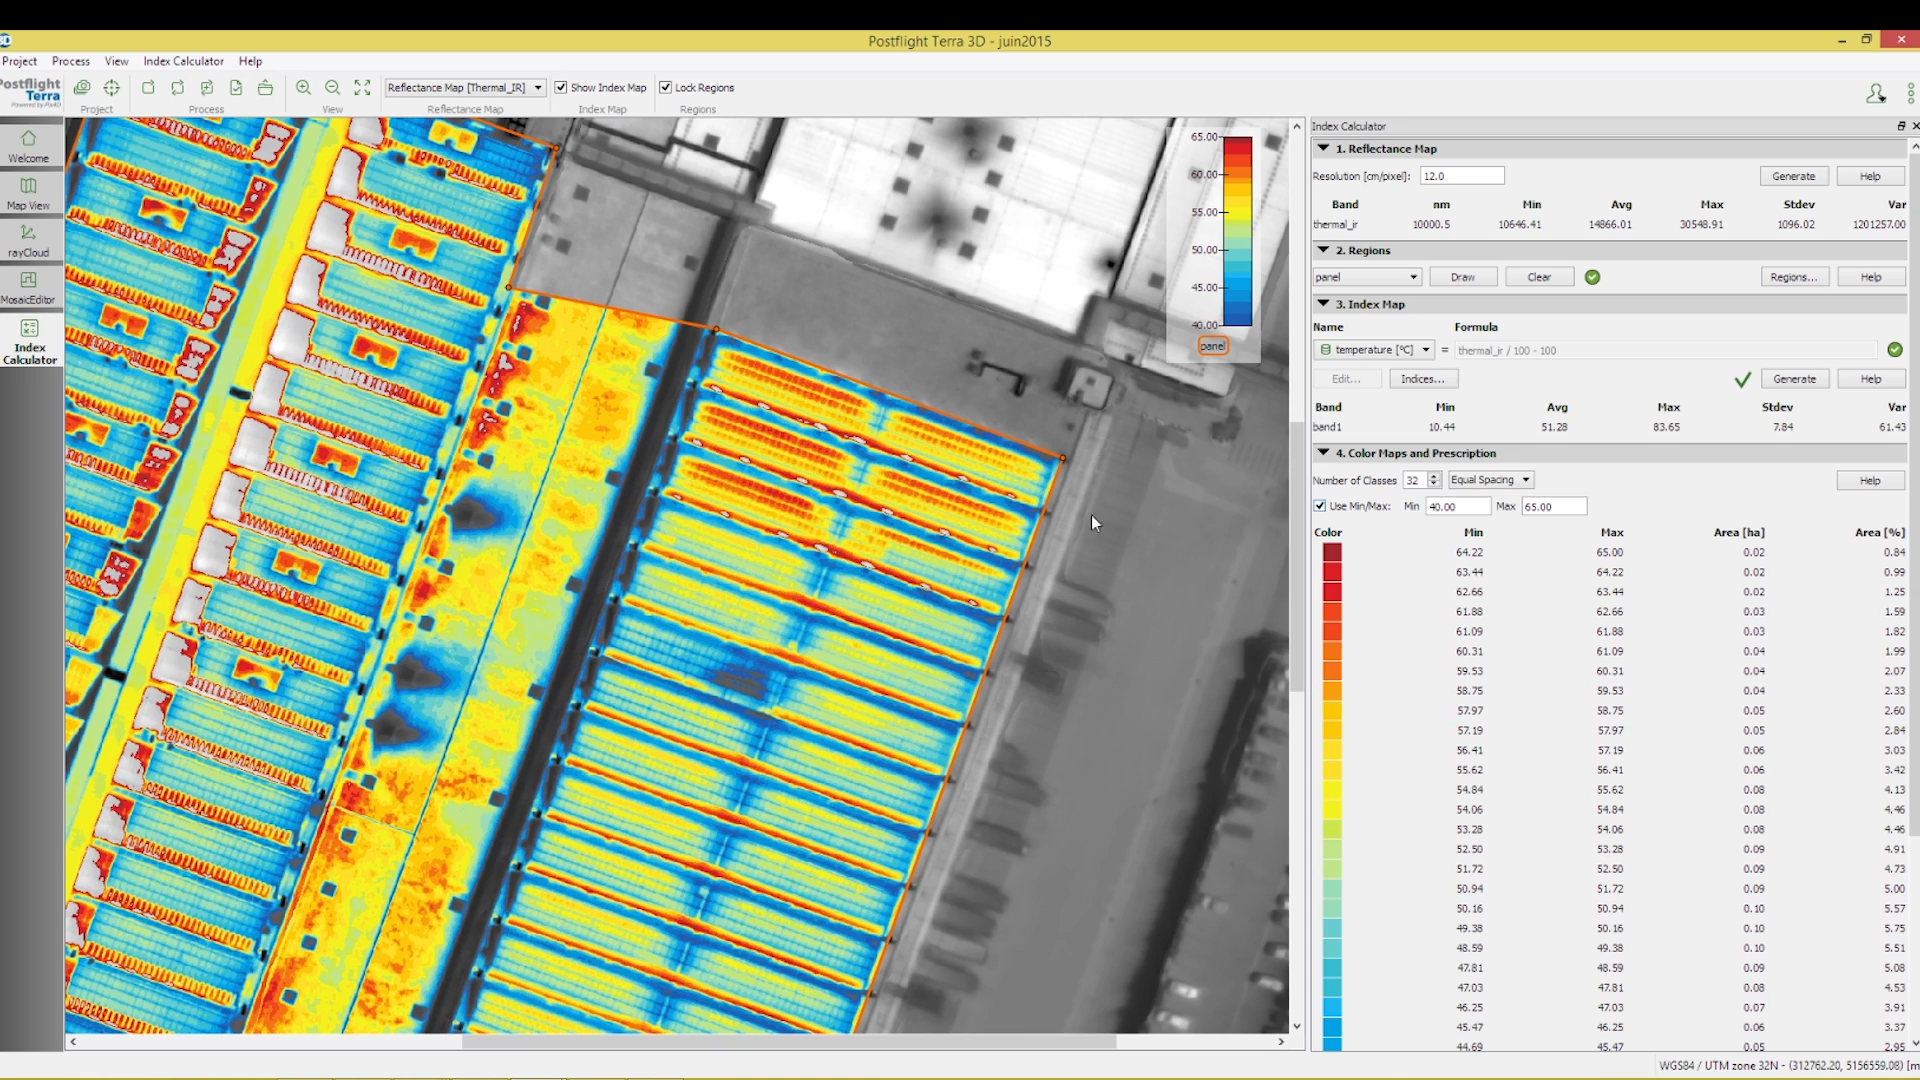 3D
Postflight Terra 3D - juin2015
Project Process View Index Calculator Help
Postflight
Terra
Reflectance Map [Thermal_IR] Show Index Map Lock Regions
Project Process View Reflectance Map Index Map Regions
Welcome
Map View
rayCloud
MosaicEditor
Index
Calculator
65.00
60.00
55.00
50.00
45.00
40.00
panel
Index Calculator
1. Reflectance Map
Resolution [cm/pixel]: 12.0 Generate Help
Band nm Min Avg Max Stdev Var
thermal_ir 10000.5 10646.41 14866.01 30548.91 1096.02 1201257.00
2. Regions
panel Draw Clear Regions... Help
3. Index Map
Name Formula
temperature [°C] = thermal_ir / 100 - 100
Edit... Indices... Generate Help
Band Min Avg Max Stdev Var
band1 10.44 51.28 83.65 7.84 61.43
4. Color Maps and Prescription
Number of Classes 32 Equal Spacing Help
Use Min/Max: Min 40.00 Max 65.00
Color Min Max Area [ha] Area [%]
64.22 65.00 0.02 0.84
63.44 64.22 0.02 0.99
62.66 63.44 0.02 1.25
61.88 62.66 0.03 1.59
61.09 61.88 0.03 1.82
60.31 61.09 0.04 1.99
59.53 60.31 0.04 2.07
58.75 59.53 0.04 2.33
57.97 58.75 0.05 2.60
57.19 57.97 0.05 2.84
56.41 57.19 0.06 3.03
55.62 56.41 0.06 3.42
54.84 55.62 0.08 4.13
54.06 54.84 0.08 4.46
53.28 54.06 0.08 4.46
52.50 53.28 0.09 4.91
51.72 52.50 0.09 4.73
50.94 51.72 0.09 5.00
50.16 50.94 0.10 5.57
49.38 50.16 0.10 5.75
48.59 49.38 0.10 5.51
47.81 48.59 0.09 5.08
47.03 47.81 0.08 4.53
46.25 47.03 0.07 3.91
45.47 46.25 0.06 3.37
44.69 45.47 0.05 2.95
WGS84 / UTM zone 32N - (312762.20, 5156559.08) [m